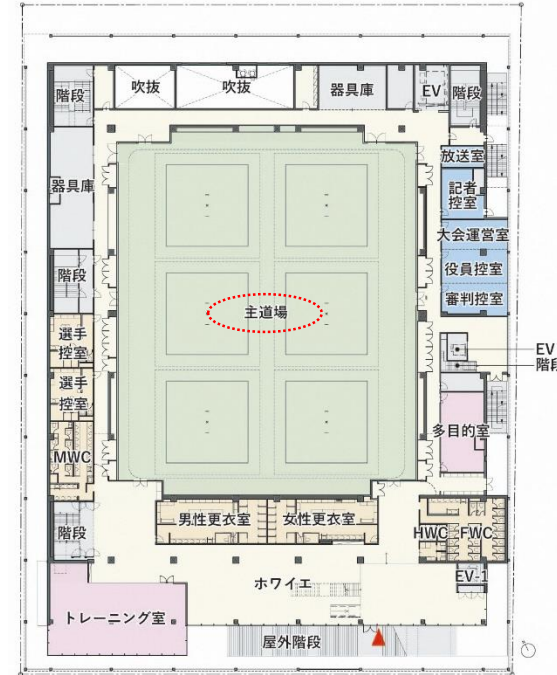 階段
吹抜
吹抜
器具庫
EV
階段
放送室
器具庫
記者
控室
大会運営室
役員控室
階段
審判控室
主道場
選手
控室
EV
階段
選手
控室
多目的室
MWC
男性更衣室
女性更衣室
階段
HWC
FWC
EV-1
ホワイエ
トレーニング室
屋外階段